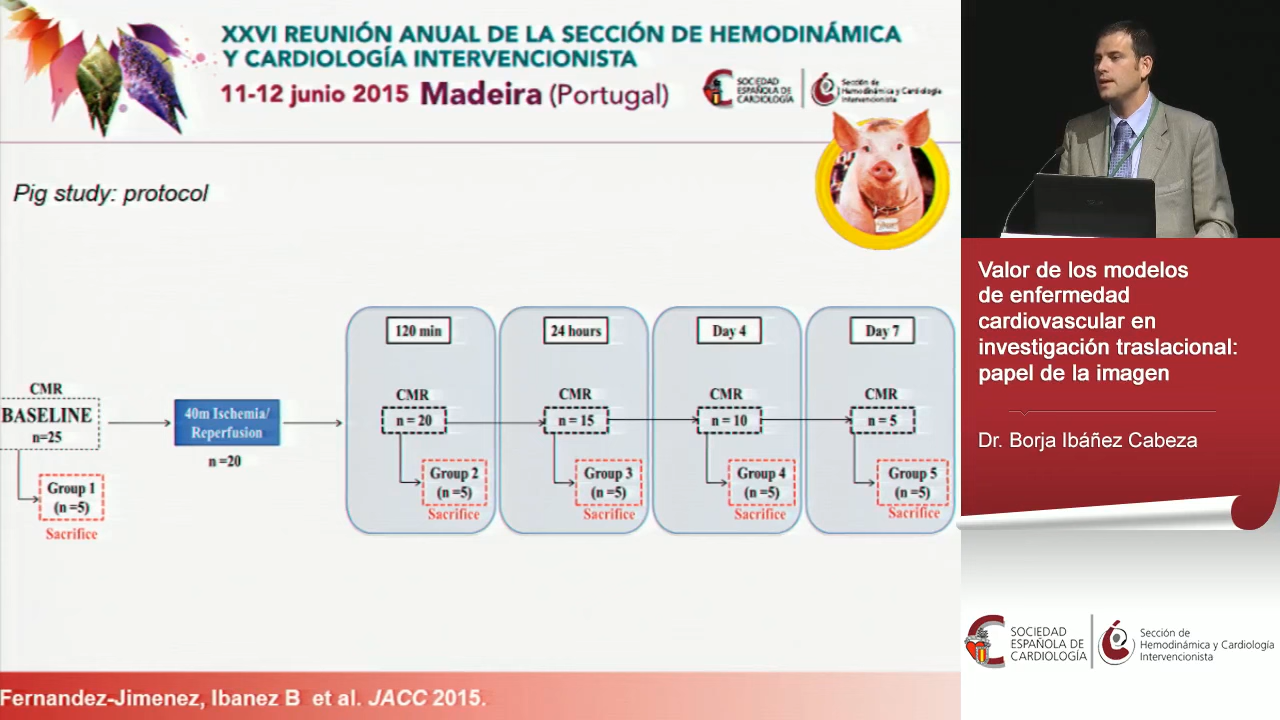 XXVI REUNIÓN ANUAL DE LA SECCIÓN DE HEMODINÁMICA
Y CARDIOLOGÍA INTERVENCIONISTA
11-12 junio 2015 Madeira (Portugal)
SOCIEDAD
ESPAÑOLA DE
CARDIOLOGÍA
Sección de
Hemodinámica y Cardiología
Intervencionista
Pig study: protocol
CMR
BASELINE
n=25
Group 1
(n =5)
Sacrifice
40m Ischemia/
Reperfusion
n =20
120 min
CMR
n = 20
Group 2
(n =5)
Sacrifice
24 hours
CMR
n = 15
Group 3
(n =5)
Sacrifice
Day 4
CMR
n = 10
Group 4
(n =5)
Sacrifice
Day 7
CMR
n = 5
Group 5
(n =5)
Sacrifice
Fernandez-Jimenez, Ibanez B et al. JACC 2015.
Valor de los modelos
de enfermedad
cardiovascular en
investigación traslacional:
papel de la imagen
Dr. Borja Ibáñez Cabeza
SOCIEDAD
ESPAÑOLA DE
CARDIOLOGÍA
Sección de
Hemodinámica y Cardiología
Intervencionista